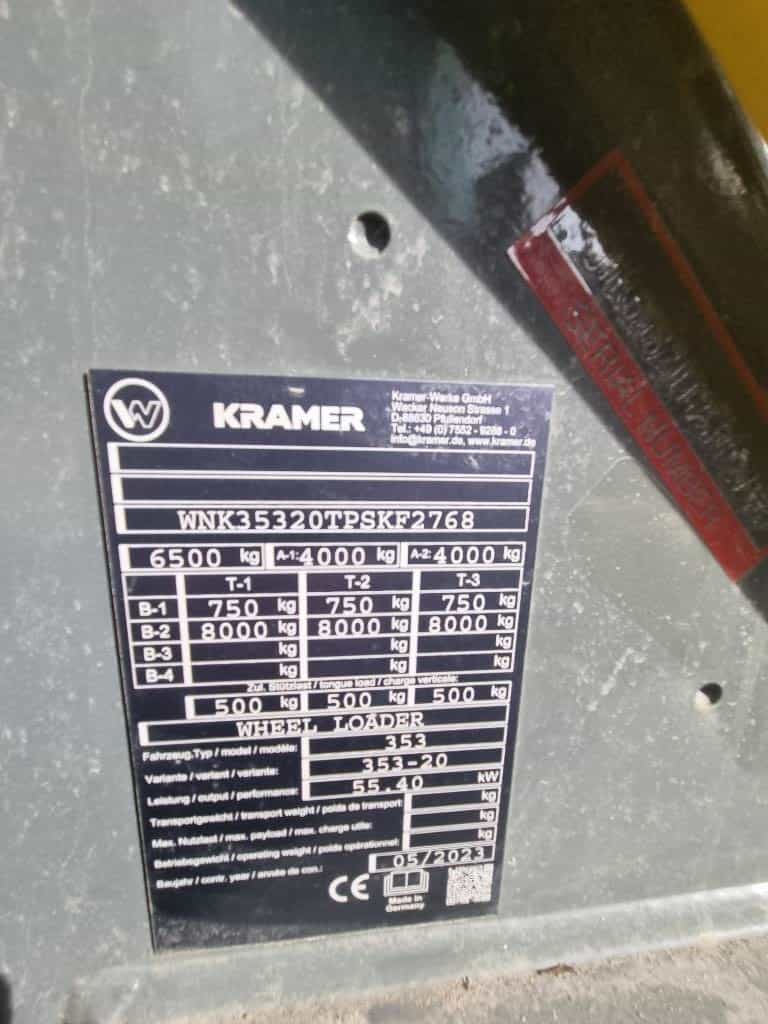 KRAMER
Kramer-Werke GmbH
Wacker Neuson Strasse 1
D-88630 Pfullendorf
Tel.: +49 (0) 7552 - 9288 - 0
info@kramer.de, www.kramer.de
WNK35320TPSKF2768
6500 kg A-1: 4000 kg A-2: 4000 kg
T-1 T-2 T-3
B-1 750 kg 750 kg 750 kg
B-2 8000 kg 8000 kg 8000 kg
B-3 kg kg kg
B-4 kg kg kg
Zul. Stützlast / tongue load / charge verticale:
500 kg 500 kg 500 kg
WHEEL LOADER
Fahrzeug.Typ / model / modèle: 353
Variante / variant / variante: 353-20
Leistung / output / performance: 55.40 kW
Transportgewicht / transport weight / poids de transport: kg
Max. Nutzlast / max. payload / max. charge utile: kg
Betriebsgewicht / operating weight / poids opérationnel: kg
Baujahr / contr. year / année de con.: 05/2023
CE
Made in
Germany
SERIAL NUMBER